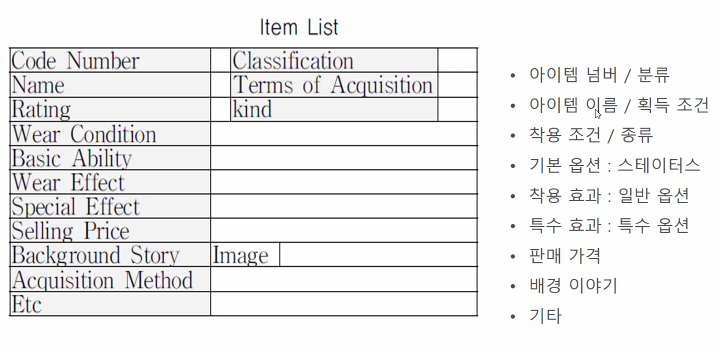 Item List
Code Number Classification
Name Terms of Acquisition
Rating kind
Wear Condition
Basic Ability
Wear Effect
Special Effect
Selling Price
Background Story Image
Acquisition Method
Etc
• 아이템 넘버 / 분류
• 아이템 이름 / 획득 조건
• 착용 조건 / 종류
• 기본 옵션 : 스테이터스
• 착용 효과 : 일반 옵션
• 특수 효과 : 특수 옵션
• 판매 가격
• 배경 이야기
• 기타